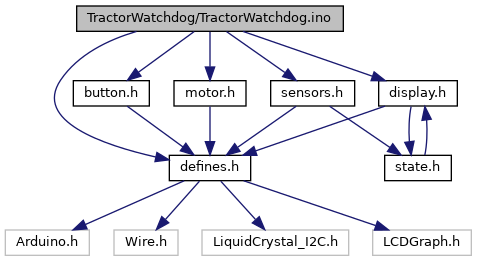 TractorWatchdog/TractorWatchdog.ino
button.h
motor.h
sensors.h
display.h
defines.h
state.h
Arduino.h
Wire.h
LiquidCrystal_I2C.h
LCDGraph.h